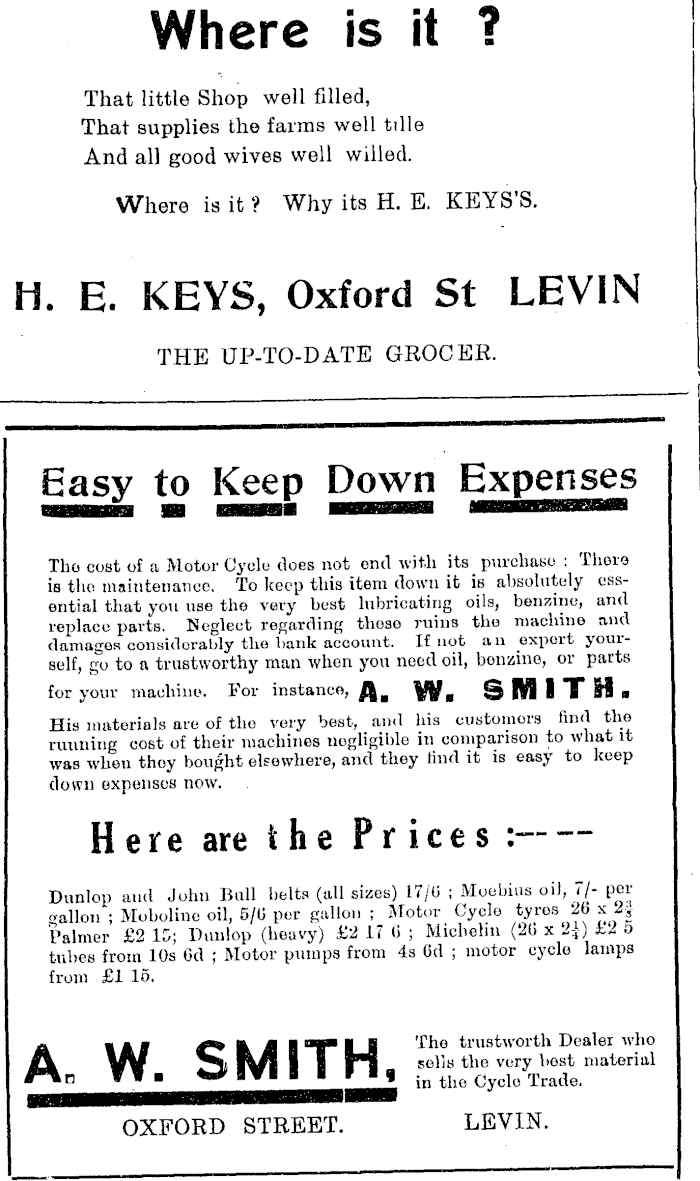 Where is it ?
That little Shop well filled,
That supplies the farms well tille
And all good wives well willed.
Where is it ? Why its H. E. KEYS'S.
H. E. KEYS, Oxford St LEVIN
THE UP-TO-DATE GROCER.
Easy to Keep Down Expenses
The cost of a Motor Cycle does not end with its purchase : There
is the maintenance. To keep this item down it is absolutely ess-
ential that you use the very best lubricating oils, benzine, and
replace parts. Neglect regarding these ruins the machine and
damages considerably the bank account. If not an expert your-
self, go to a trustworthy man when you need oil, benzine, or parts
for your machine. For instance, A. W. SMITH.
His materials are of the very best, and his customers find the
running cost of their machines negligible in comparison to what it
was when they bought elsewhere, and they find it is easy to keep
down expenses now.
Here are the Prices :----
Dunlop and John Bull belts (all sizes) 17/6 ; Moebius oil, 7/- per
gallon ; Moboline oil, 5/6 per gallon ; Motor Cycle tyres 26 x 2⅜
Palmer £2 15; Dunlop (heavy) £2 17 6 ; Michelin (26 x 2¼) £2 5
tubes from 10s 6d ; Motor pumps from 4s 6d ; motor cycle lamps
from £1 15.
A. W. SMITH,
The trustworth Dealer who
sells the very best material
in the Cycle Trade.
OXFORD STREET. LEVIN.